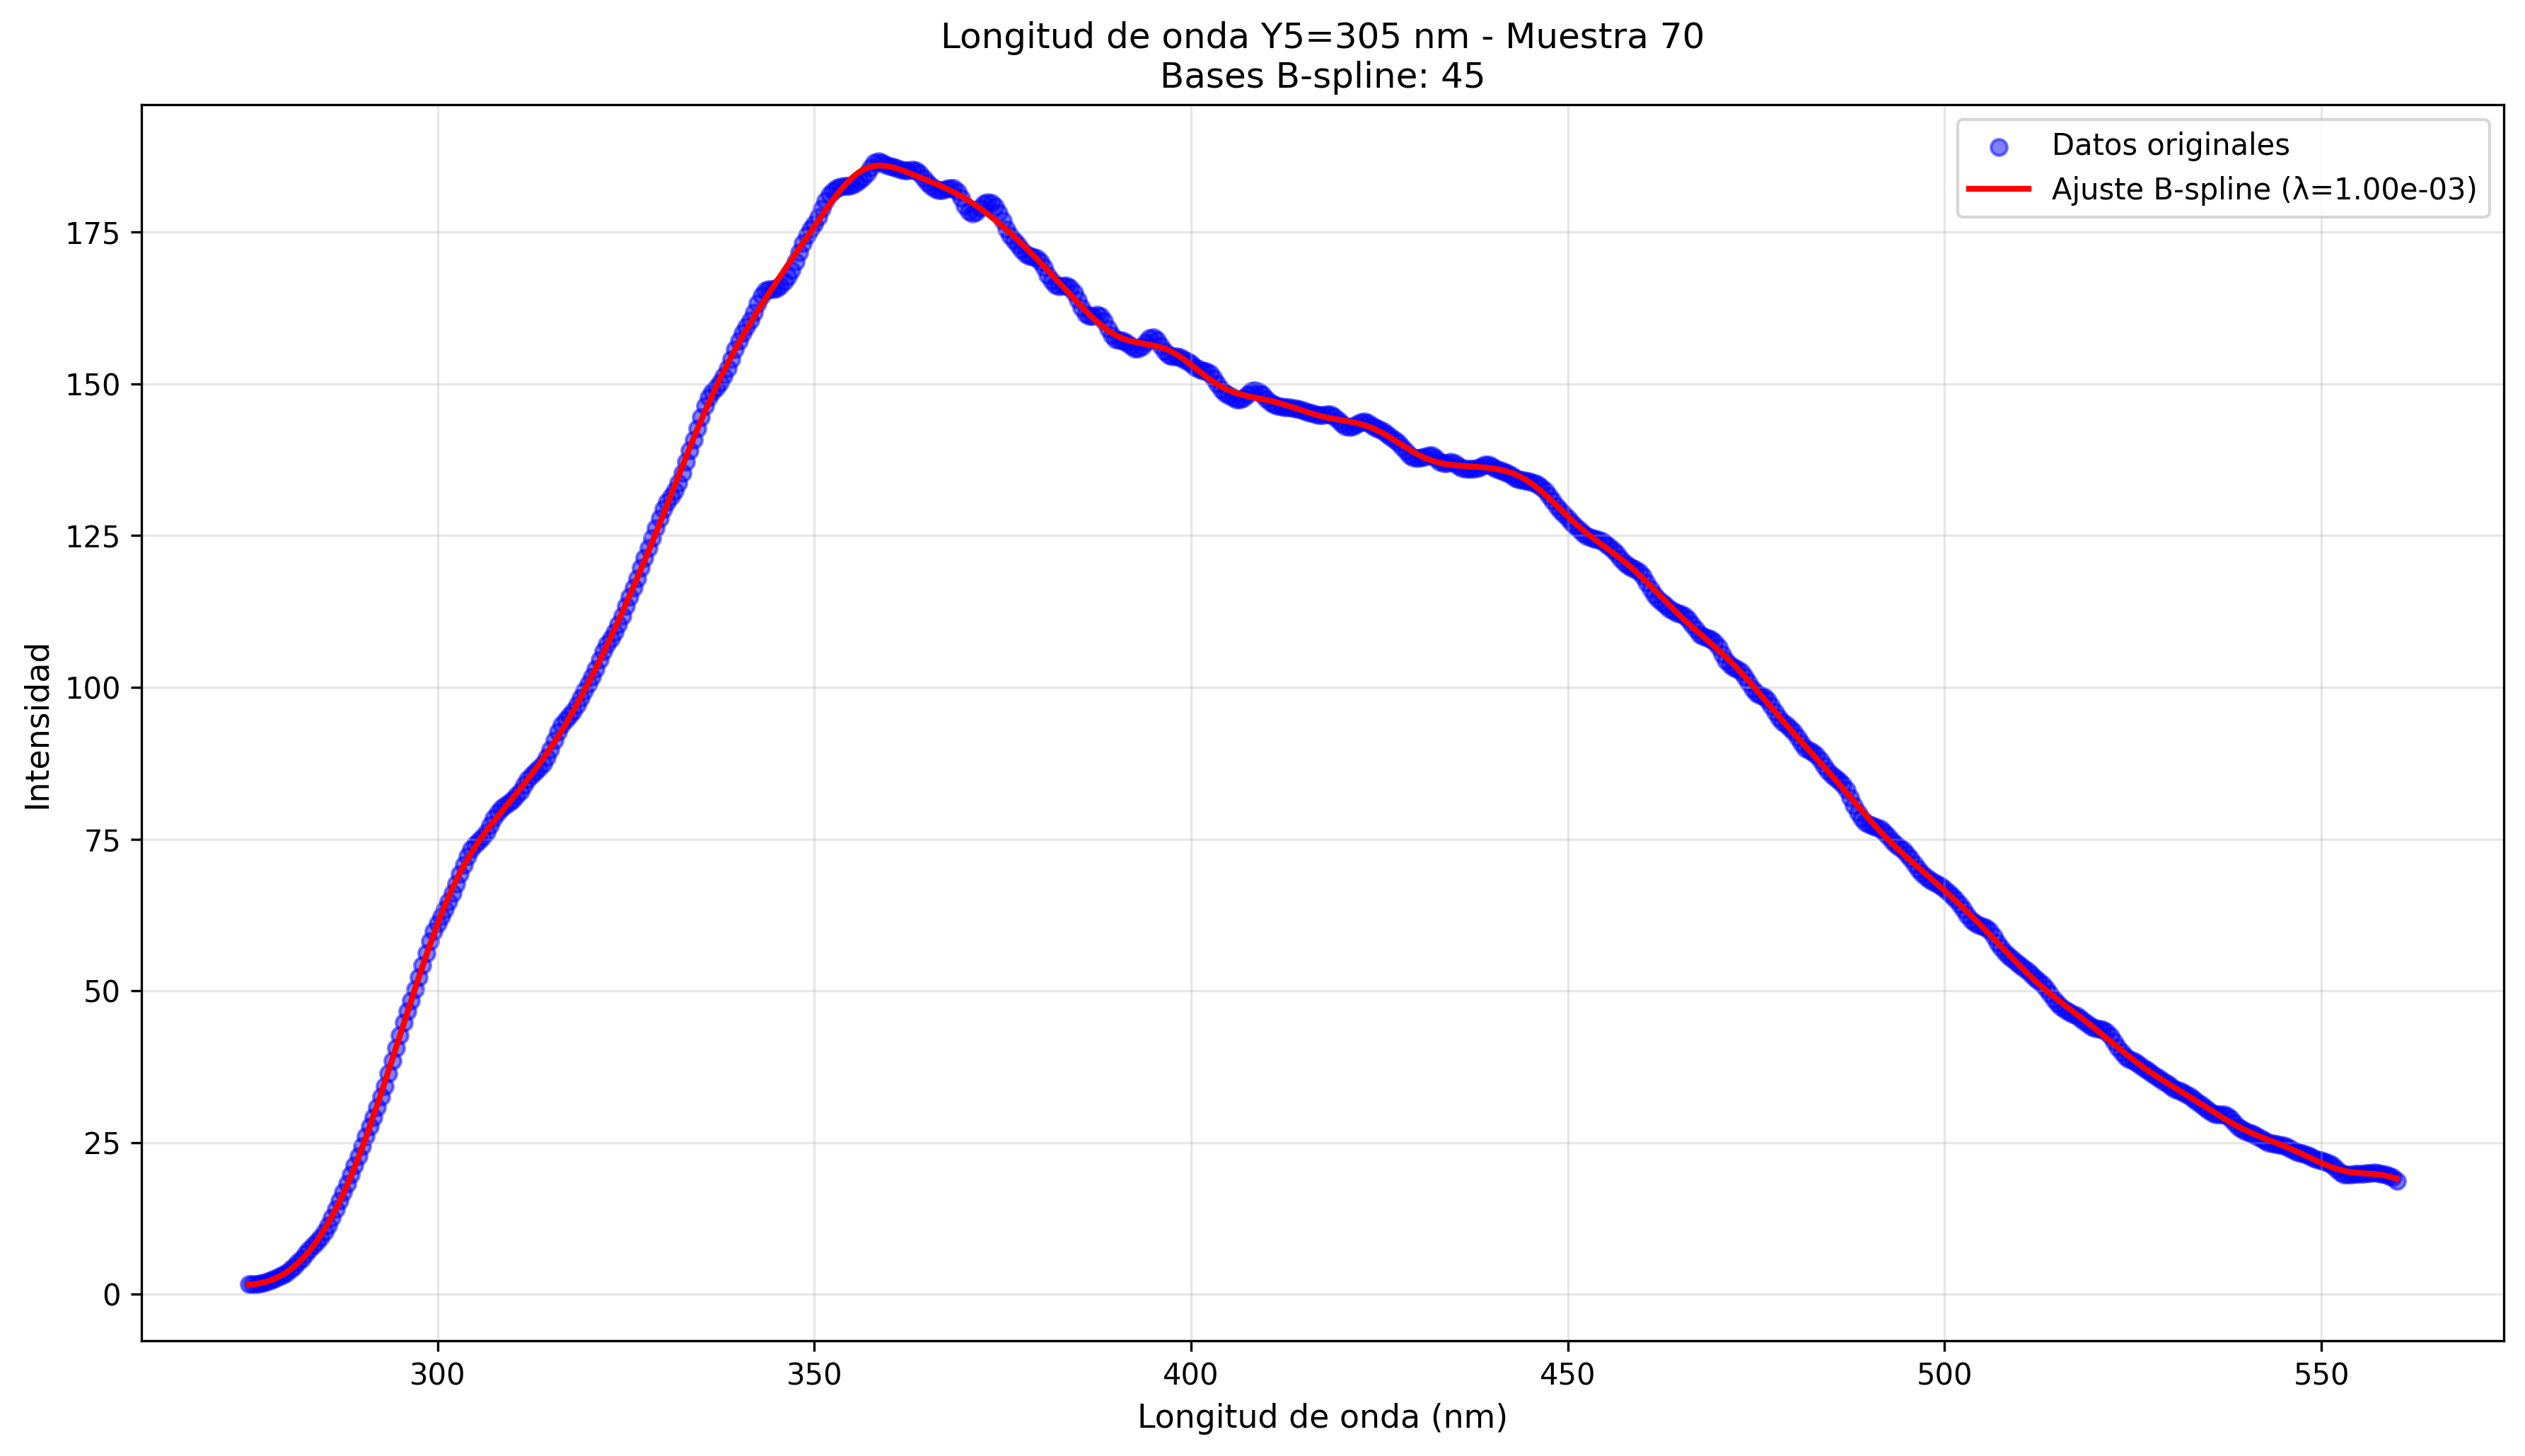 Longitud de onda Y5=305 nm - Muestra 70
Bases B-spline: 45
Datos originales
Ajuste B-spline (λ=1.00e-03)
Intensidad
175
150
125
100
75
50
25
0
300 350 400 450 500 550
Longitud de onda (nm)